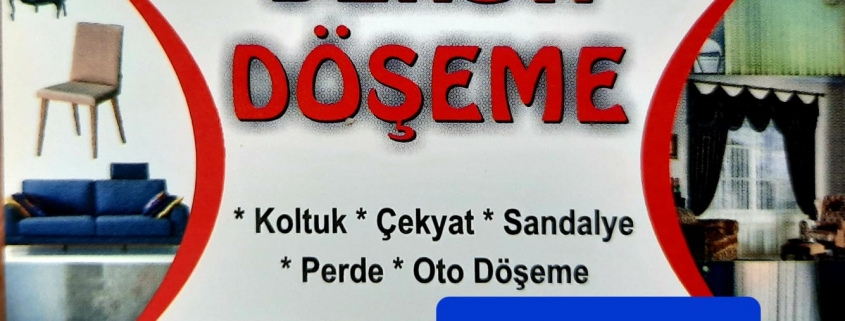 DÖŞEME
* Koltuk * Çekyat * Sandalye
* Perde * Oto Döşeme